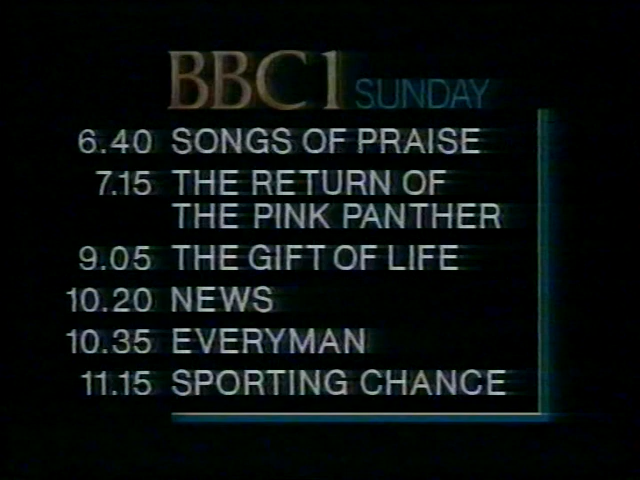 BBC1 SUNDAY
6.40 SONGS OF PRAISE
7.15 THE RETURN OF
THE PINK PANTHER
9.05 THE GIFT OF LIFE
10.20 NEWS
10.35 EVERYMAN
11.15 SPORTING CHANCE